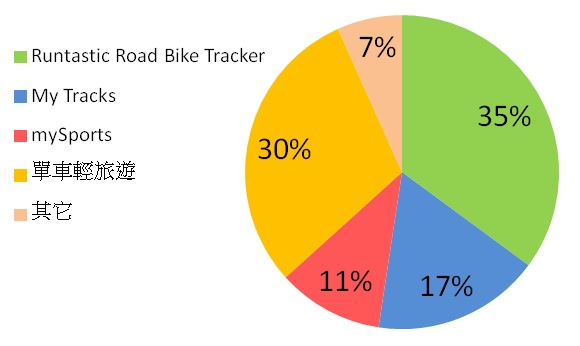 Runtastic Road Bike Tracker
My Tracks
mySports
單車輕旅遊
其它
7%
35%
30%
11%
17%